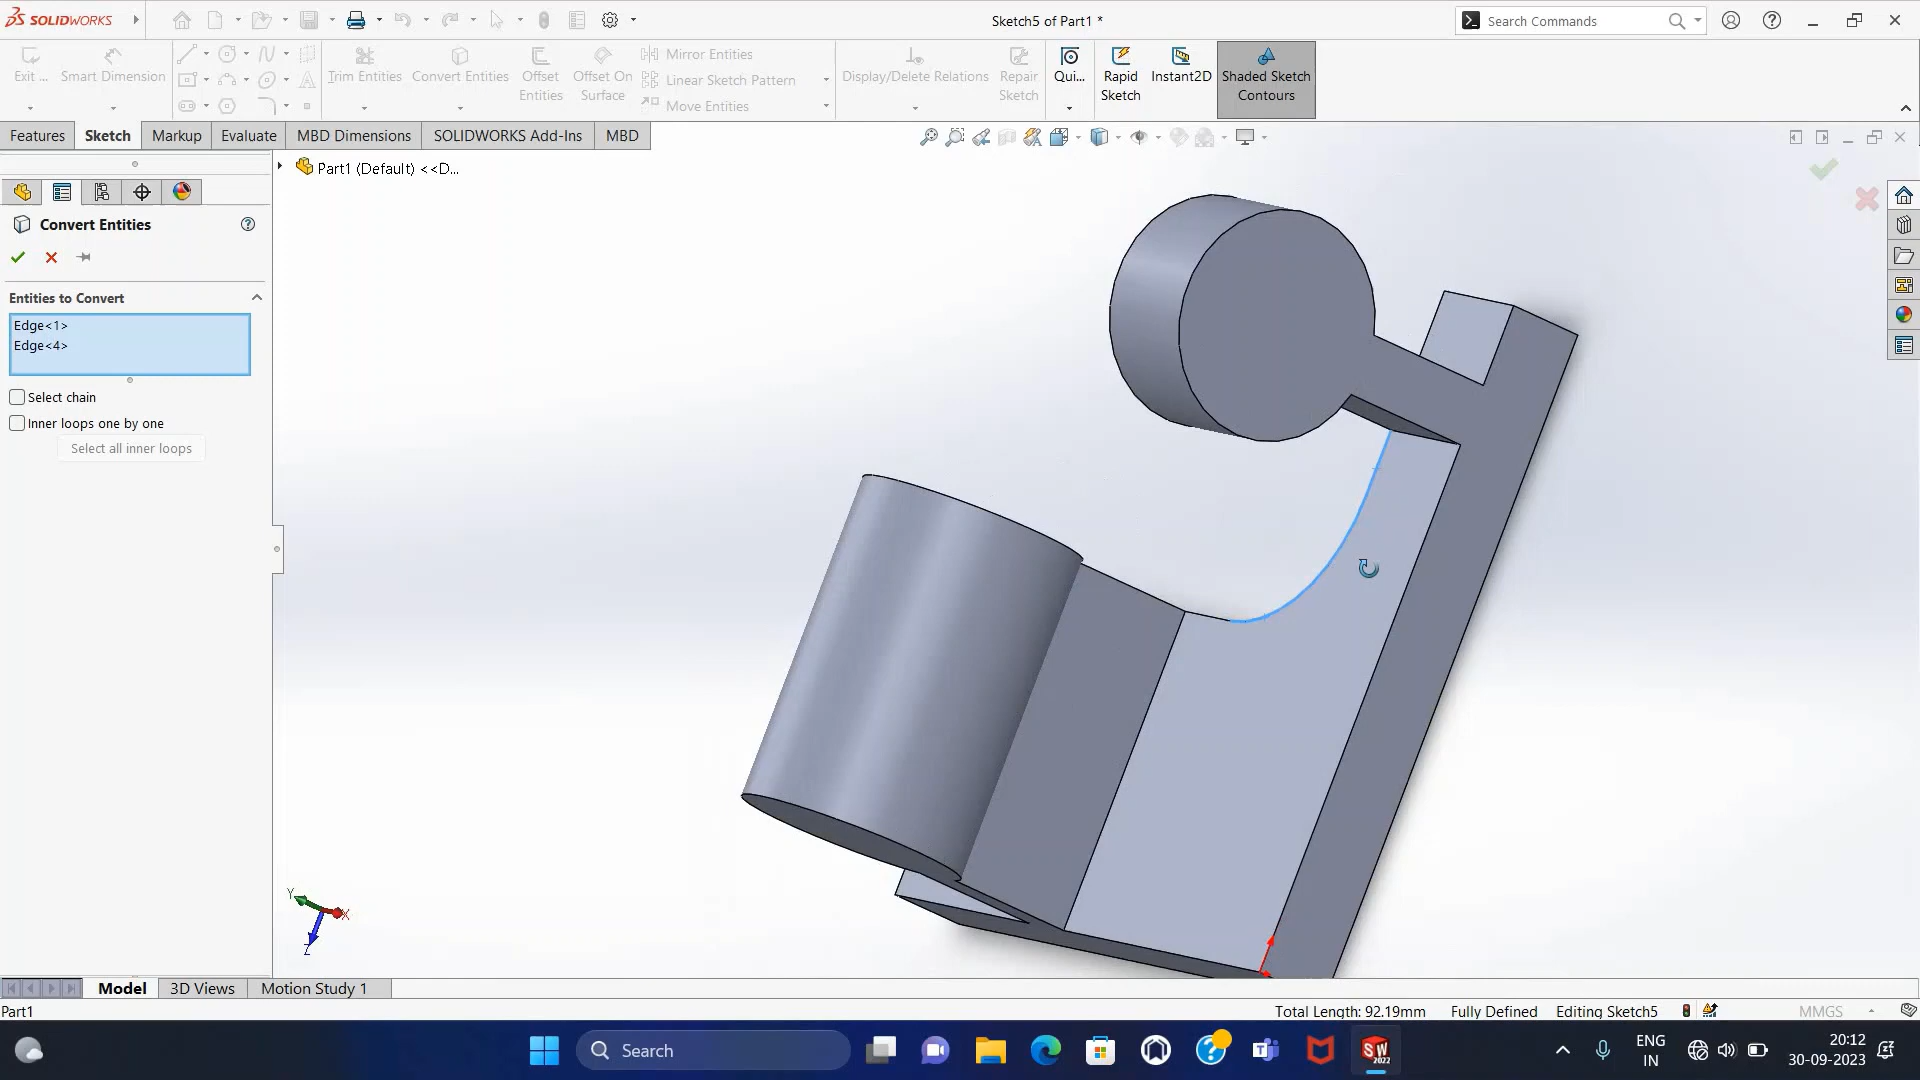 SOLIDWORKS
Sketch5 of Part1 *
Search Commands
Exit ...
Smart Dimension
Trim Entities
Convert Entities
Offset
Entities
Offset On
Surface
Mirror Entities
Linear Sketch Pattern
Move Entities
Display/Delete Relations
Repair
Sketch
Qui...
Rapid
Sketch
Instant2D
Shaded Sketch
Contours
Features
Sketch
Markup
Evaluate
MBD Dimensions
SOLIDWORKS Add-Ins
MBD
Part1 (Default) <<D...
Convert Entities
Entities to Convert
Edge<1>
Edge<4>
Select chain
Inner loops one by one
Select all inner loops
Y
X
Z
Model
3D Views
Motion Study 1
Part1
Total Length: 92.19mm
Fully Defined
Editing Sketch5
MMGS
Search
SW
2022
ENG
IN
20:12
30-09-2023